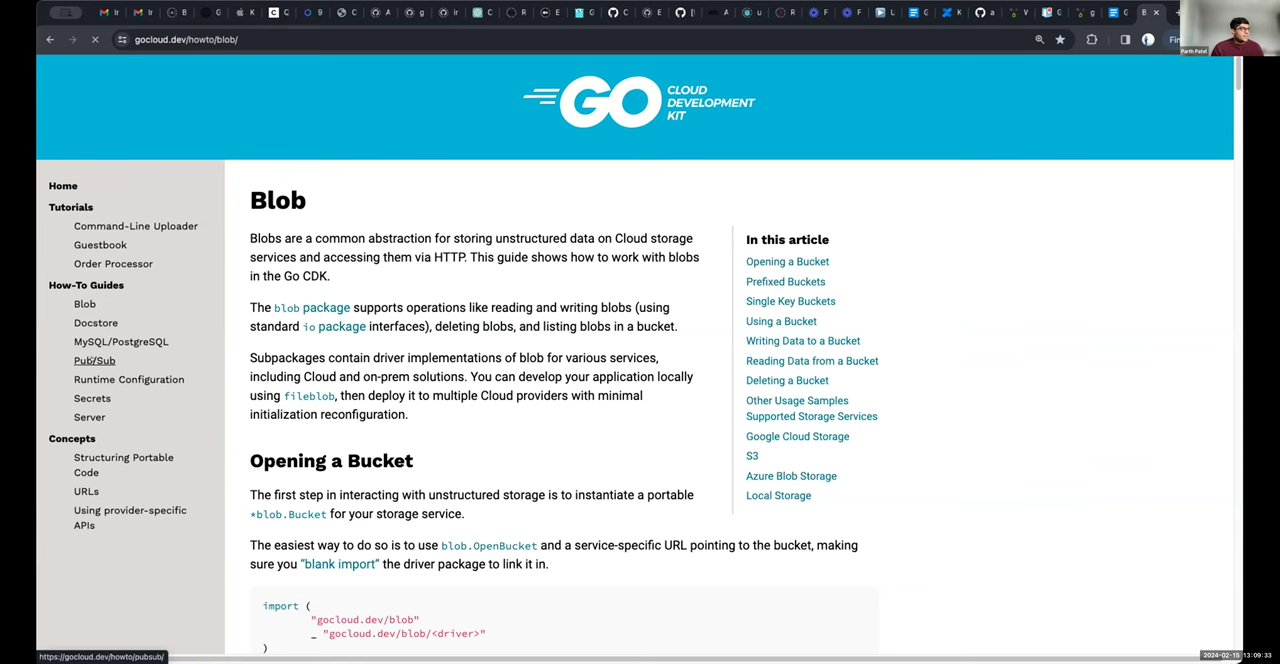 gocloud.dev/howto/blob/
Parth Patel
GO
CLOUD
DEVELOPMENT
KIT
Home
Tutorials
Command-Line Uploader
Guestbook
Order Processor
How-To Guides
Blob
Docstore
MySQL/PostgreSQL
Pub/Sub
Runtime Configuration
Secrets
Server
Concepts
Structuring Portable
Code
URLs
Using provider-specific
APIs
Blob
Blobs are a common abstraction for storing unstructured data on Cloud storage
services and accessing them via HTTP. This guide shows how to work with blobs
in the Go CDK.
The blob package supports operations like reading and writing blobs (using
standard io package interfaces), deleting blobs, and listing blobs in a bucket.
Subpackages contain driver implementations of blob for various services,
including Cloud and on-prem solutions. You can develop your application locally
using fileblob, then deploy it to multiple Cloud providers with minimal
initialization reconfiguration.
Opening a Bucket
The first step in interacting with unstructured storage is to instantiate a portable
*blob.Bucket for your storage service.
The easiest way to do so is to use blob.OpenBucket and a service-specific URL pointing to the bucket, making
sure you “blank import” the driver package to link it in.
import (
"gocloud.dev/blob"
_ "gocloud.dev/blob/<driver>"
)
In this article
Opening a Bucket
Prefixed Buckets
Single Key Buckets
Using a Bucket
Writing Data to a Bucket
Reading Data from a Bucket
Deleting a Bucket
Other Usage Samples
Supported Storage Services
Google Cloud Storage
S3
Azure Blob Storage
Local Storage
https://gocloud.dev/howto/pubsub/
2024-02-15 13:09:33